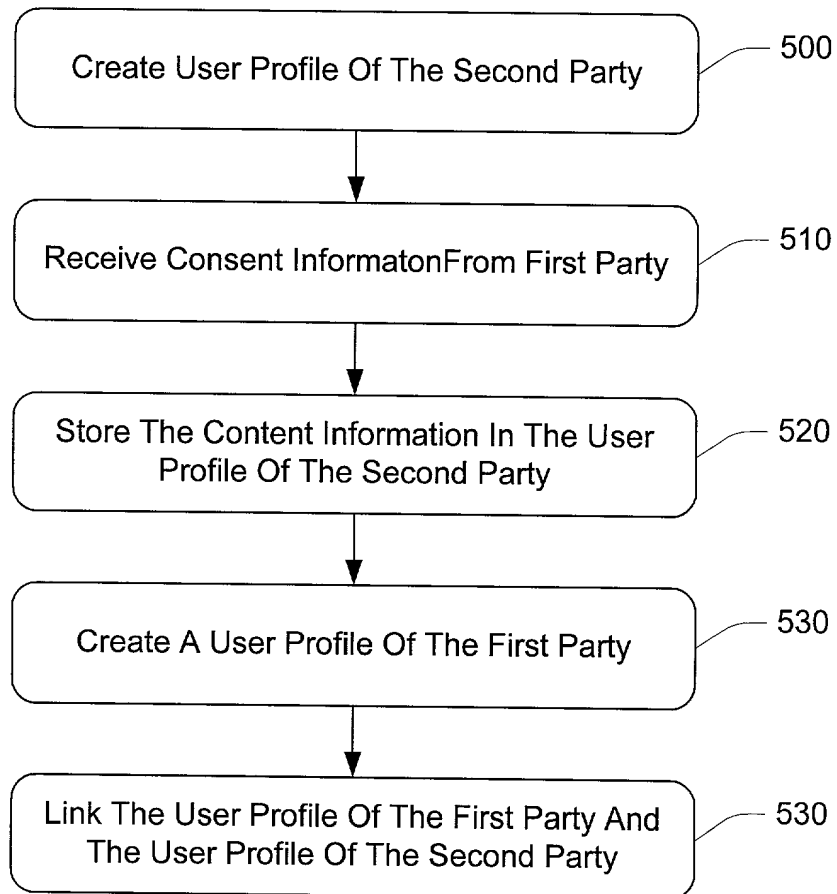 Create User Profile Of The Second Party
500
Receive Consent InformatonFrom First Party
510
Store The Content Information In The User
Profile Of The Second Party
520
Create A User Profile Of The First Party
530
Link The User Profile Of The First Party And
The User Profile Of The Second Party
530